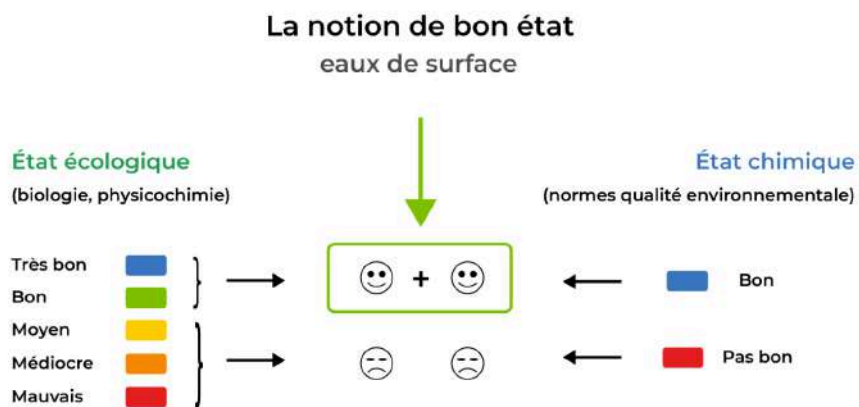 La notion de bon état
eaux de surface
État écologique
(biologie, physicochimie)
État chimique
(normes qualité environnementale)
Très bon
Bon
Moyen
Médiocre
Mauvais
+
Bon
Pas bon